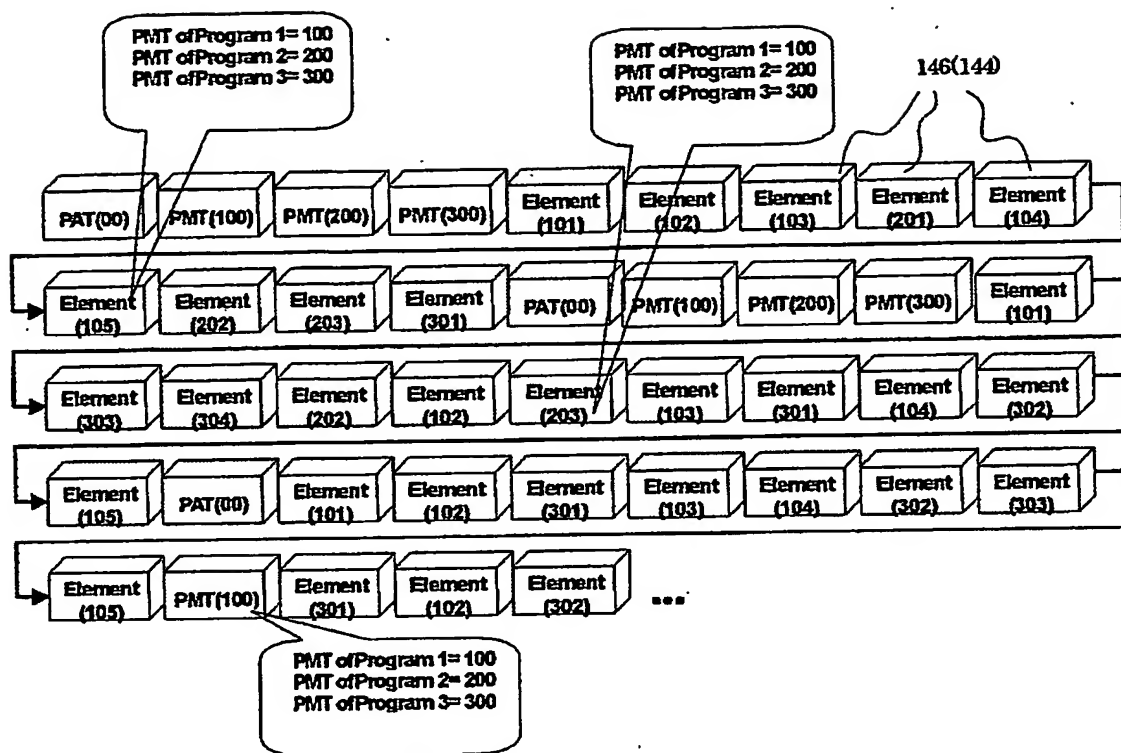 PMT of Program 1= 100
PMT of Program 2= 200
PMT of Program 3= 300
PMT of Program 1= 100
PMT of Program 2= 200
PMT of Program 3= 300
146(144)
PAT(00) PMT(100) PMT(200) PMT(300) Element (101) Element (102) Element (103) Element (201) Element (104)
Element (105) Element (202) Element (203) Element (301) PAT(00) PMT(100) PMT(200) PMT(300) Element (101)
Element (303) Element (304) Element (202) Element (102) Element (203) Element (103) Element (301) Element (104) Element (302)
Element (105) PAT(00) Element (101) Element (102) Element (301) Element (103) Element (104) Element (302) Element (303)
Element (105) PMT(100) Element (301) Element (102) Element (302) ...
PMT of Program 1= 100
PMT of Program 2= 200
PMT of Program 3= 300